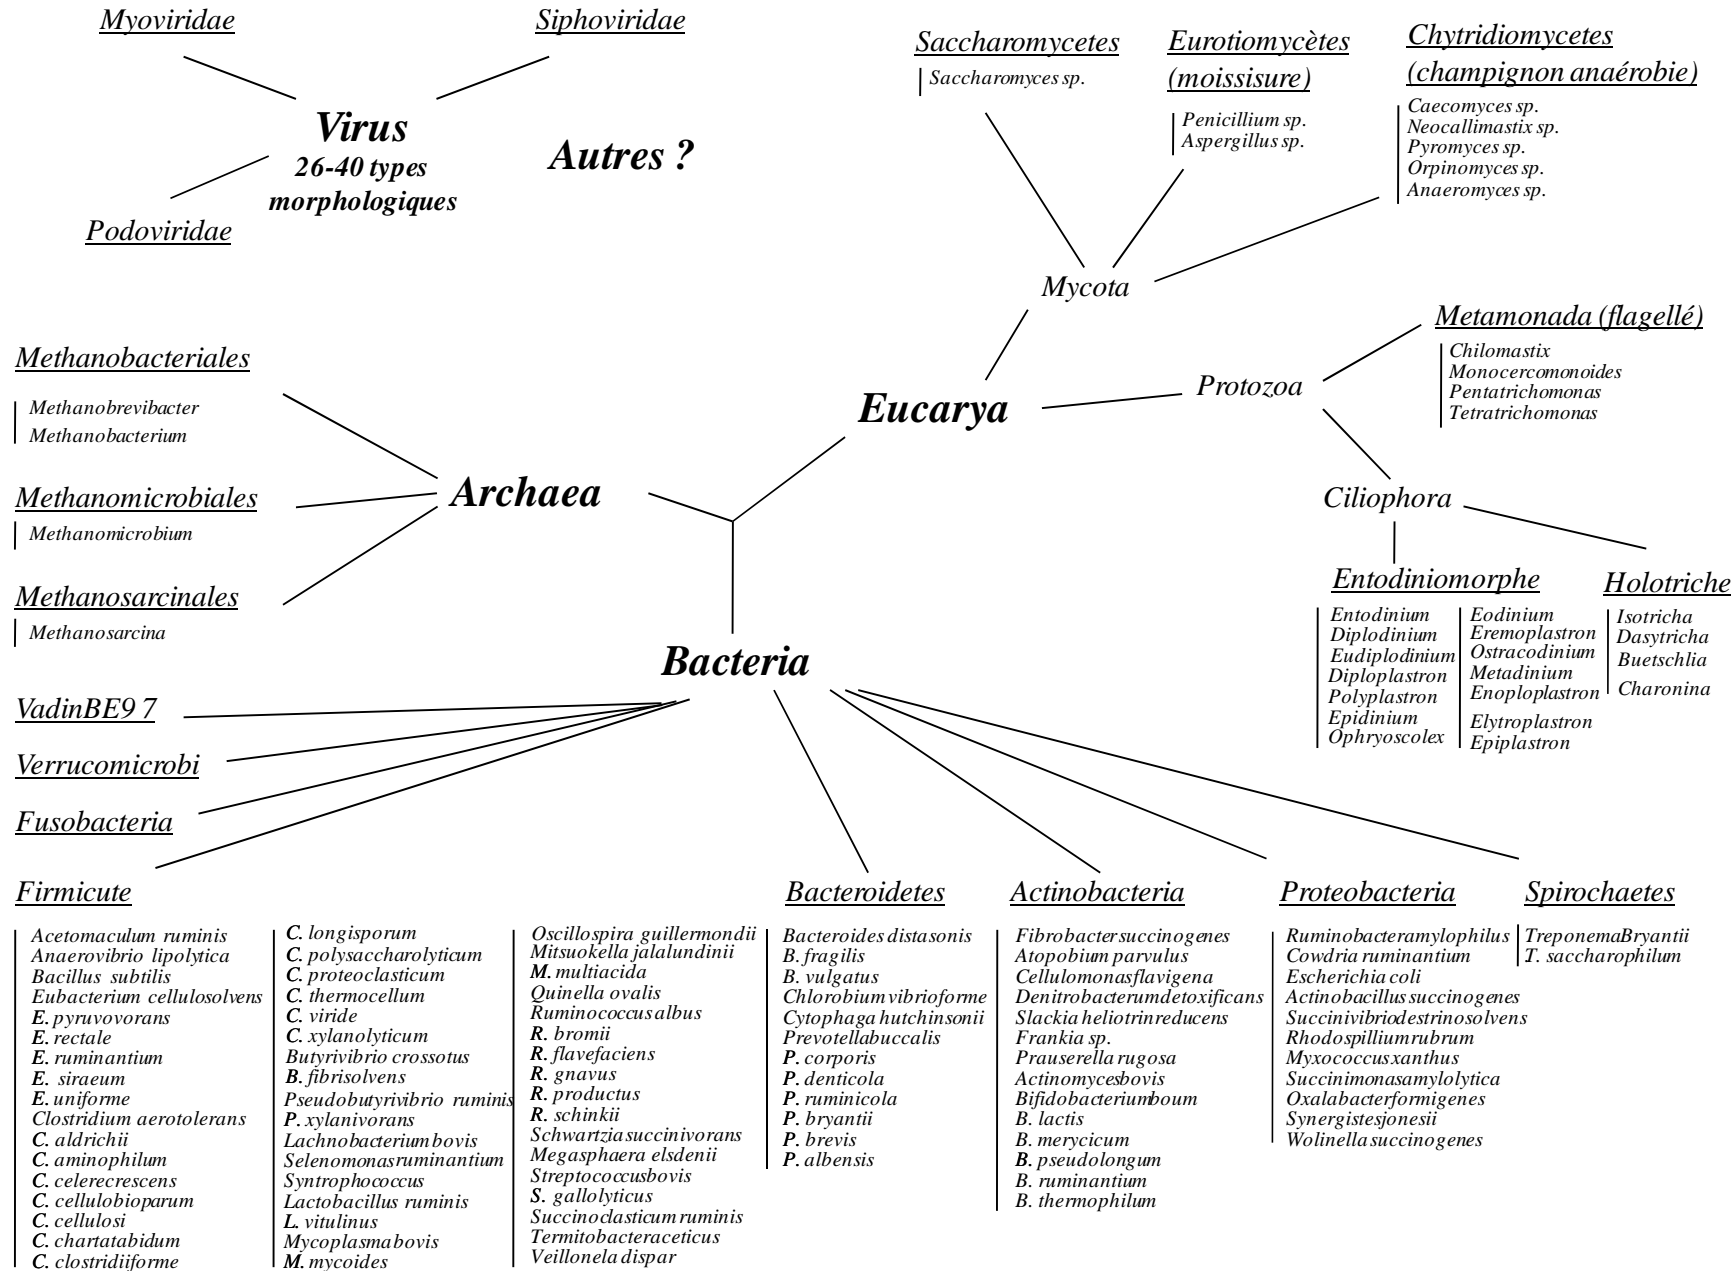 Myoviridae
Siphoviridae
Virus
26-40 types
morphologiques
Autres ?
Podoviridae
Saccharomycetes
Saccharomyces sp.
Eurotiomycètes
(moissisure)
Penicillium sp.
Aspergillus sp.
Chytridiomycetes
(champignon anaérobie)
Caecomyces sp.
Neocallimastix sp.
Pyromyces sp.
Orpinomyces sp.
Anaeromyces sp.
Mycota
Metamonada (flagellé)
Chilomastix
Monocercomonoides
Pentatrichomonas
Tetratrichomonas
Protozoa
Eucarya
Methanobacteriales
Methanobrevibacter
Methanobacterium
Methanomicrobiales
Methanomicrobium
Methanosarcinales
Methanosarcina
Archaea
Ciliophora
Entodiniomorphe
Entodinium
Diplodinium
Eudiplodinium
Diploplastron
Polyplastron
Epidinium
Ophryoscolex
Eodinium
Eremoplastron
Ostracodinium
Metadinium
Enoploplastron
Elytroplastron
Epiplastron
Holotriche
Isotricha
Dasytricha
Buetschlia
Charonina
Bacteria
VadinBE9 7
Verrucomicrobi
Fusobacteria
Firmicute
Acetomaculum ruminis
Anaerovibrio lipolytica
Bacillus subtilis
Eubacterium cellulosolvens
E. pyruvovorans
E. rectale
E. ruminantium
E. siraeum
E. uniforme
Clostridium aerotolerans
C. aldrichii
C. aminophilum
C. celerecrescens
C. cellulobioparum
C. cellulosi
C. chartatabidum
C. clostridiiforme
C. longisporum
C. polysaccharolyticum
C. proteoclasticum
C. thermocellum
C. viride
C. xylanolyticum
Butyrivibrio crossotus
B. fibrisolvens
Pseudobutyrivibrio ruminis
P. xylanivorans
Lachnobacterium bovis
Selenomonas ruminantium
Syntrophococcus
Lactobacillus ruminis
L. vitulinus
Mycoplasma bovis
M. mycoides
Oscillospira guillermondii
Mitsuokella jalalundinii
M. multiacida
Quinella ovalis
Ruminococcus albus
R. bromii
R. flavefaciens
R. gnavus
R. productus
R. schinkii
Schwartzia succinivorans
Megasphaera elsdenii
Streptococcus bovis
S. gallolyticus
Succinoclasticum ruminis
Termitobacter aceticus
Veillonela dispar
Bacteroidetes
Bacteroides distasonis
B. fragilis
B. vulgatus
Chlorobium vibrioforme
Cytophaga hutchinsonii
Prevotella buccalis
P. corporis
P. denticola
P. ruminicola
P. bryantii
P. brevis
P. albensis
Actinobacteria
Fibrobacter succinogenes
Atopobium parvulus
Cellulomonas flavigena
Denitrobacterum detoxificans
Slackia heliotrinreducens
Frankia sp.
Prauserella rugosa
Actinomyces bovis
Bifidobacterium boum
B. lactis
B. merycicum
B. pseudolongum
B. ruminantium
B. thermophilum
Proteobacteria
Ruminobacter amylophilus
Cowdria ruminantium
Escherichia coli
Actinobacillus succinogenes
Succinivibrio destrinosolvens
Rhodospillium rubrum
Myxococcus xanthus
Succinimonas amylolytica
Oxalabacter formigenes
Synergistes jonesii
Wolinella succinogenes
Spirochaetes
Treponema Bryantii
T. saccharophilum